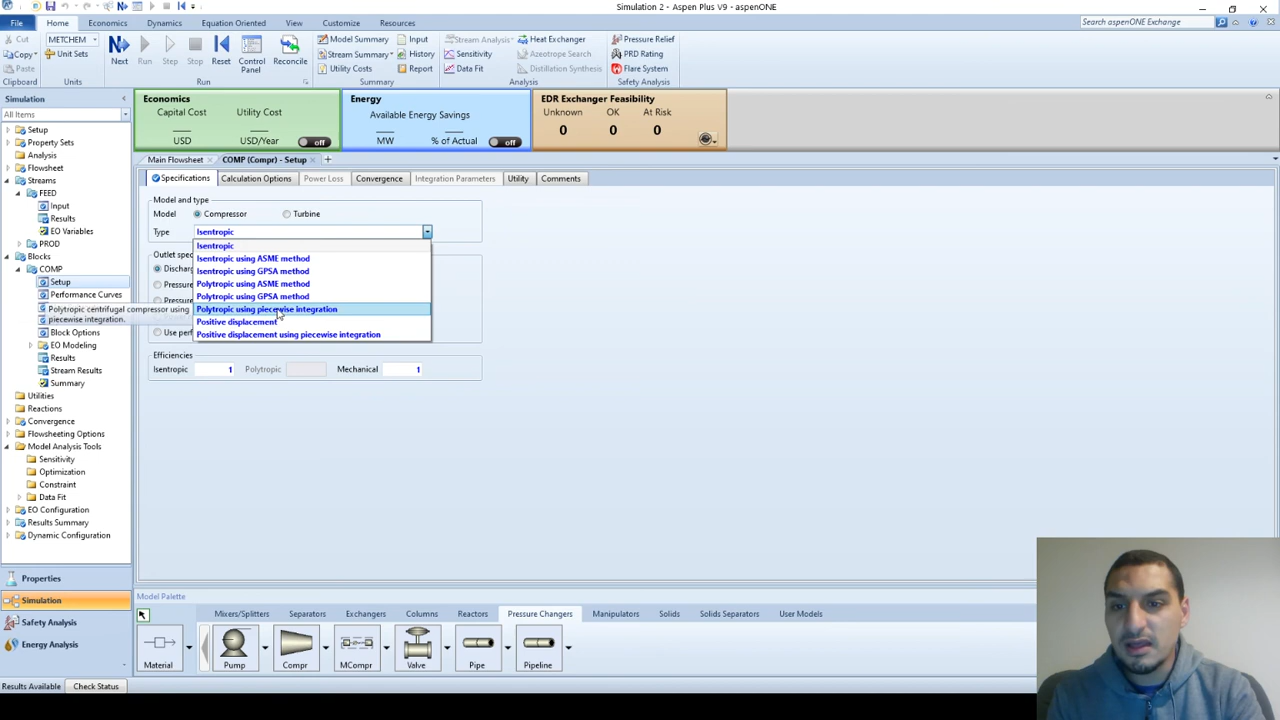 Simulation 2 - Aspen Plus V9 - aspenONE
File Home Economics Dynamics Equation Oriented View Customize Resources Search aspenONE Exchange
Cut METCHEM Model Summary Input Stream Analysis Heat Exchanger Pressure Relief
Copy Unit Sets Next Run Step Stop Reset Control Panel Reconcile Stream Summary History Sensitivity Azeotrope Search PRD Rating
Paste Utility Costs Report Data Fit Distillation Synthesis Flare System
Clipboard Units Run Summary Analysis Safety Analysis
Simulation
All Items
Setup
Property Sets
Analysis
Flowsheet
Streams
FEED
Input
Results
EO Variables
PROD
Blocks
COMP
Setup
Performance Curves
Block Options
EO Modeling
Results
Stream Results
Summary
Utilities
Reactions
Convergence
Flowsheeting Options
Model Analysis Tools
Sensitivity
Optimization
Constraint
Data Fit
EO Configuration
Results Summary
Dynamic Configuration
Properties
Simulation
Safety Analysis
Energy Analysis
Economics
Capital Cost Utility Cost
USD USD/Year off
Energy
Available Energy Savings
MW % of Actual off
EDR Exchanger Feasibility
Unknown OK At Risk
0 0 0
Main Flowsheet COMP (Compr) - Setup
Specifications Calculation Options Power Loss Convergence Integration Parameters Utility Comments
Model and type
Model Compressor Turbine
Type Isentropic
Isentropic
Isentropic using ASME method
Isentropic using GPSA method
Polytropic using ASME method
Polytropic using GPSA method
Polytropic using piecewise integration
Positive displacement
Positive displacement using piecewise integration
Polytropic centrifugal compressor using
piecewise integration.
Efficiencies
Isentropic 1 Polytropic Mechanical 1
Model Palette
Mixers/Splitters Separators Exchangers Columns Reactors Pressure Changers Manipulators Solids Solids Separators User Models
Material Pump Compr MCompr Valve Pipe Pipeline
Results Available Check Status